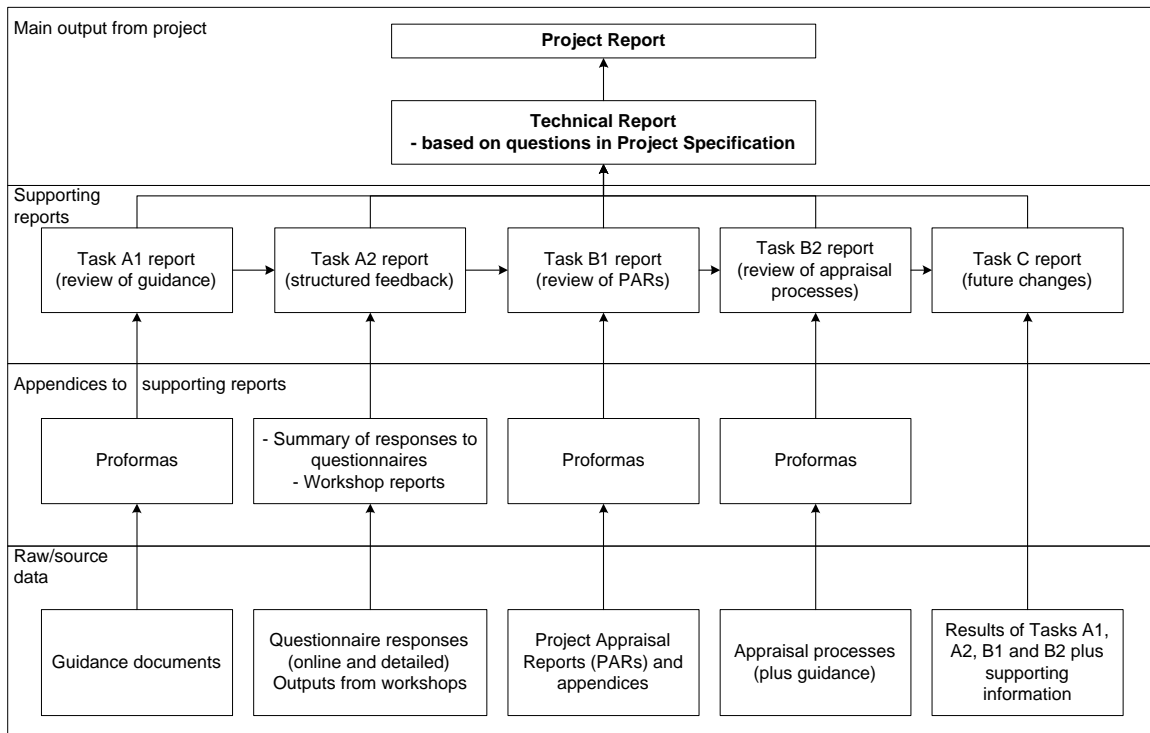 Main output from project
Project Report
Technical Report
- based on questions in Project Specification
Supporting
reports
Task A1 report
(review of guidance)
Task A2 report
(structured feedback)
Task B1 report
(review of PARs)
Task B2 report
(review of appraisal
processes)
Task C report
(future changes)
Appendices to supporting reports
Proformas
- Summary of responses to
questionnaires
- Workshop reports
Proformas
Proformas
Raw/source
data
Guidance documents
Questionnaire responses
(online and detailed)
Outputs from workshops
Project Appraisal
Reports (PARs) and
appendices
Appraisal processes
(plus guidance)
Results of Tasks A1,
A2, B1 and B2 plus
supporting
information